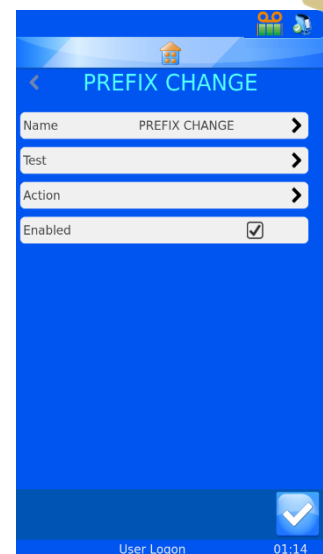 PREFIX CHANGE
Name PREFIX CHANGE
Test
Action
Enabled
User Logon 01:14